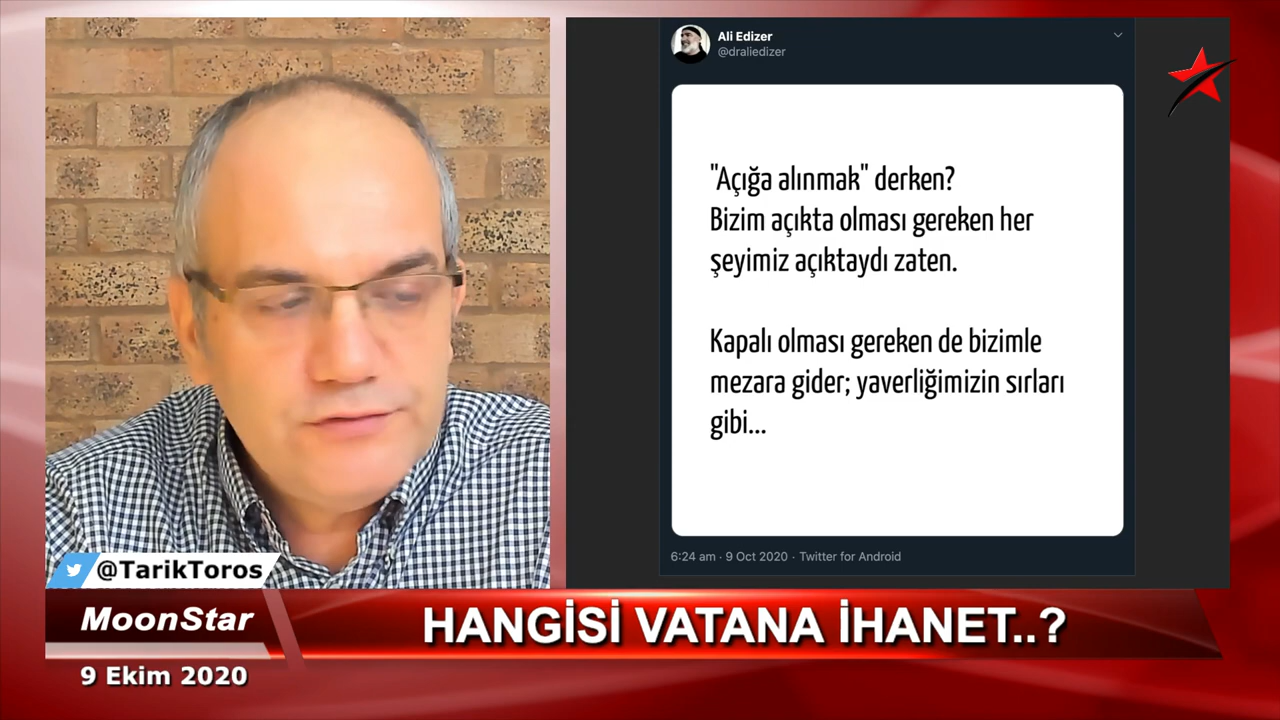 Ali Edizer
@draliedizer
"Açığa alınmak" derken?
Bizim açıkta olması gereken her
şeyimiz açıktaydı zaten.
Kapalı olması gereken de bizimle
mezara gider; yaverliğimizin sırları
gibi...
6:24 am · 9 Oct 2020 · Twitter for Android
@TarikToros
MoonStar
HANGİSİ VATANA İHANET..?
9 Ekim 2020